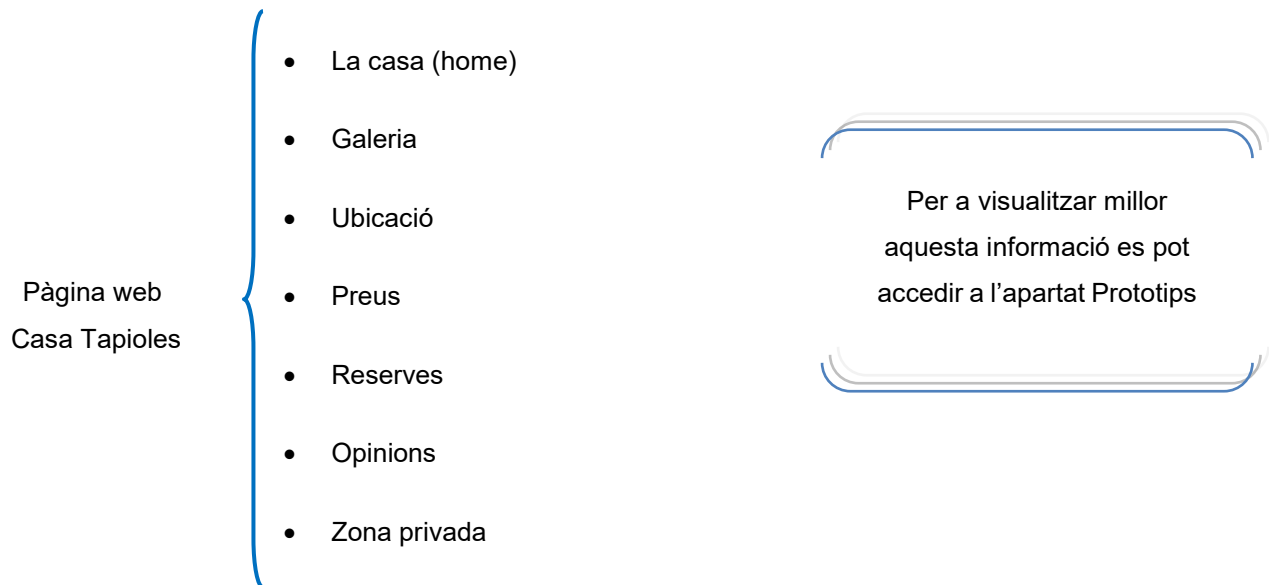 Pàgina web
Casa Tapioles
• La casa (home)
• Galeria
• Ubicació
• Preus
• Reserves
• Opinions
• Zona privada
Per a visualitzar millor
aquesta informació es pot
accedir a l’apartat Prototips